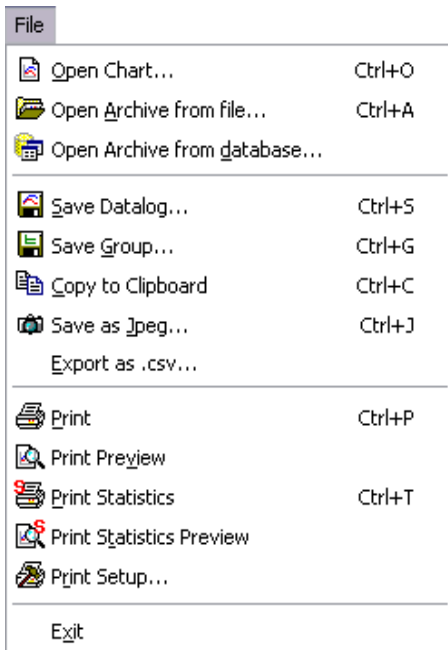 File
Open Chart... Ctrl+O
Open Archive from file... Ctrl+A
Open Archive from database...
Save Datalog... Ctrl+S
Save Group... Ctrl+G
Copy to Clipboard Ctrl+C
Save as Jpeg... Ctrl+J
Export as .csv...
Print Ctrl+P
Print Preview
Print Statistics Ctrl+T
Print Statistics Preview
Print Setup...
Exit